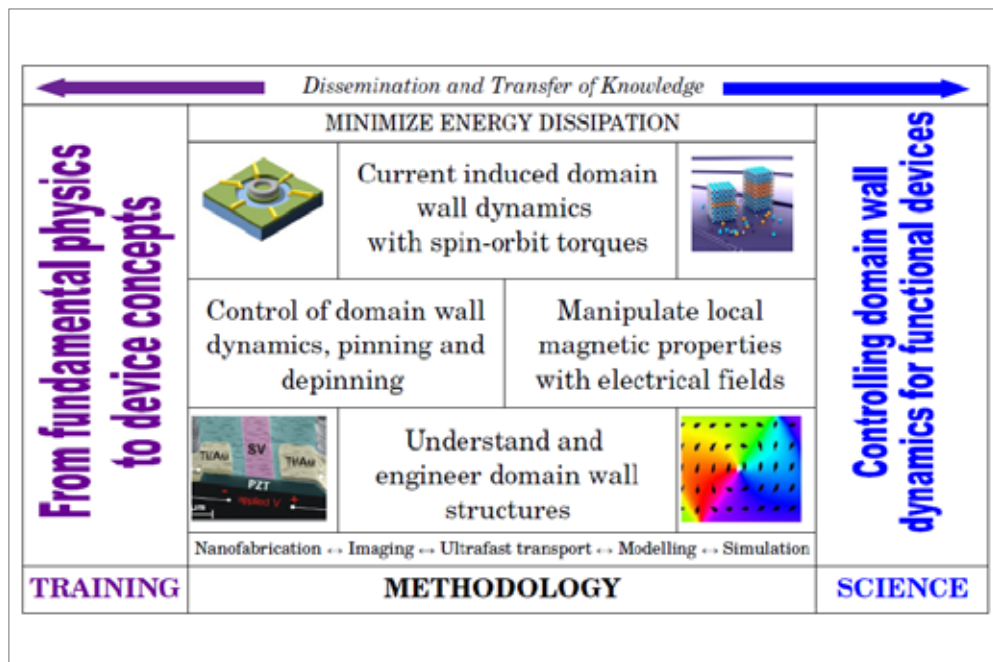 Dissemination and Transfer of Knowledge
MINIMIZE ENERGY DISSIPATION
From fundamental physics
to device concepts
Current induced domain
wall dynamics
with spin-orbit torques
Control of domain wall
dynamics, pinning and
depinning
Manipulate local
magnetic properties
with electrical fields
Ti/Au
SV
Ti/Au
PZT
- applied V +
μm
Understand and
engineer domain wall
structures
Nanofabrication ↔ Imaging ↔ Ultrafast transport ↔ Modelling ↔ Simulation
Controlling domain wall
dynamics for functional devices
TRAINING
METHODOLOGY
SCIENCE